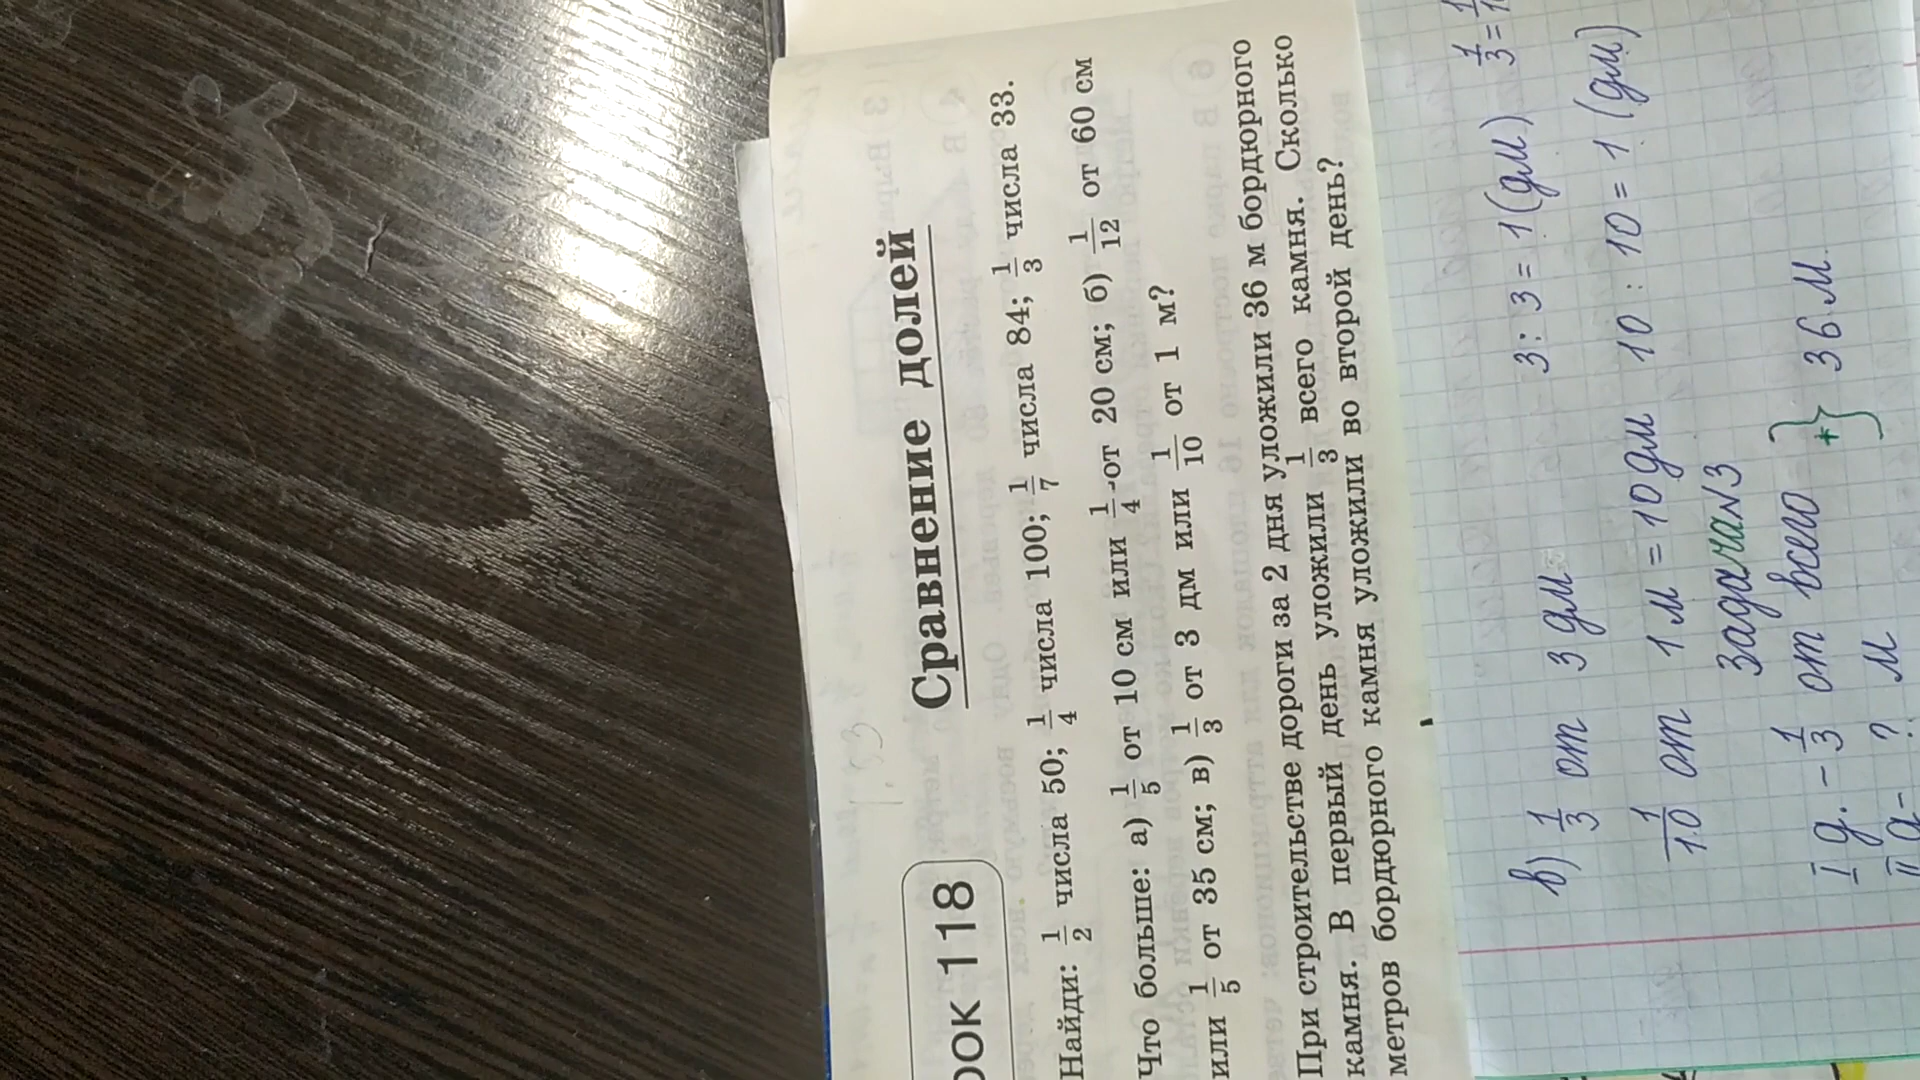 РОК 118
Сравнение долей
Найди: 1/2 числа 50; 1/4 числа 100; 1/7 числа 84; 1/3 числа 33.
Что больше: а) 1/5 от 10 см или 1/4 от 20 см; б) 1/12 от 60 см
или 1/5 от 35 см; в) 1/3 от 3 дм или 1/10 от 1 м?
При строительстве дороги за 2 дня уложили 36 м бордюрного
камня. В первый день уложили 1/3 всего камня. Сколько
метров бордюрного камня уложили во второй день?
в) 1/3 от 3 дм 3 : 3 = 1 (дм) 1/3 = 1
1/10 от 1 м = 10 дм 10 : 10 = 1 (дм)
Задача №3
I д. - 1/3 от всего + } 36 м.
II д - ? м